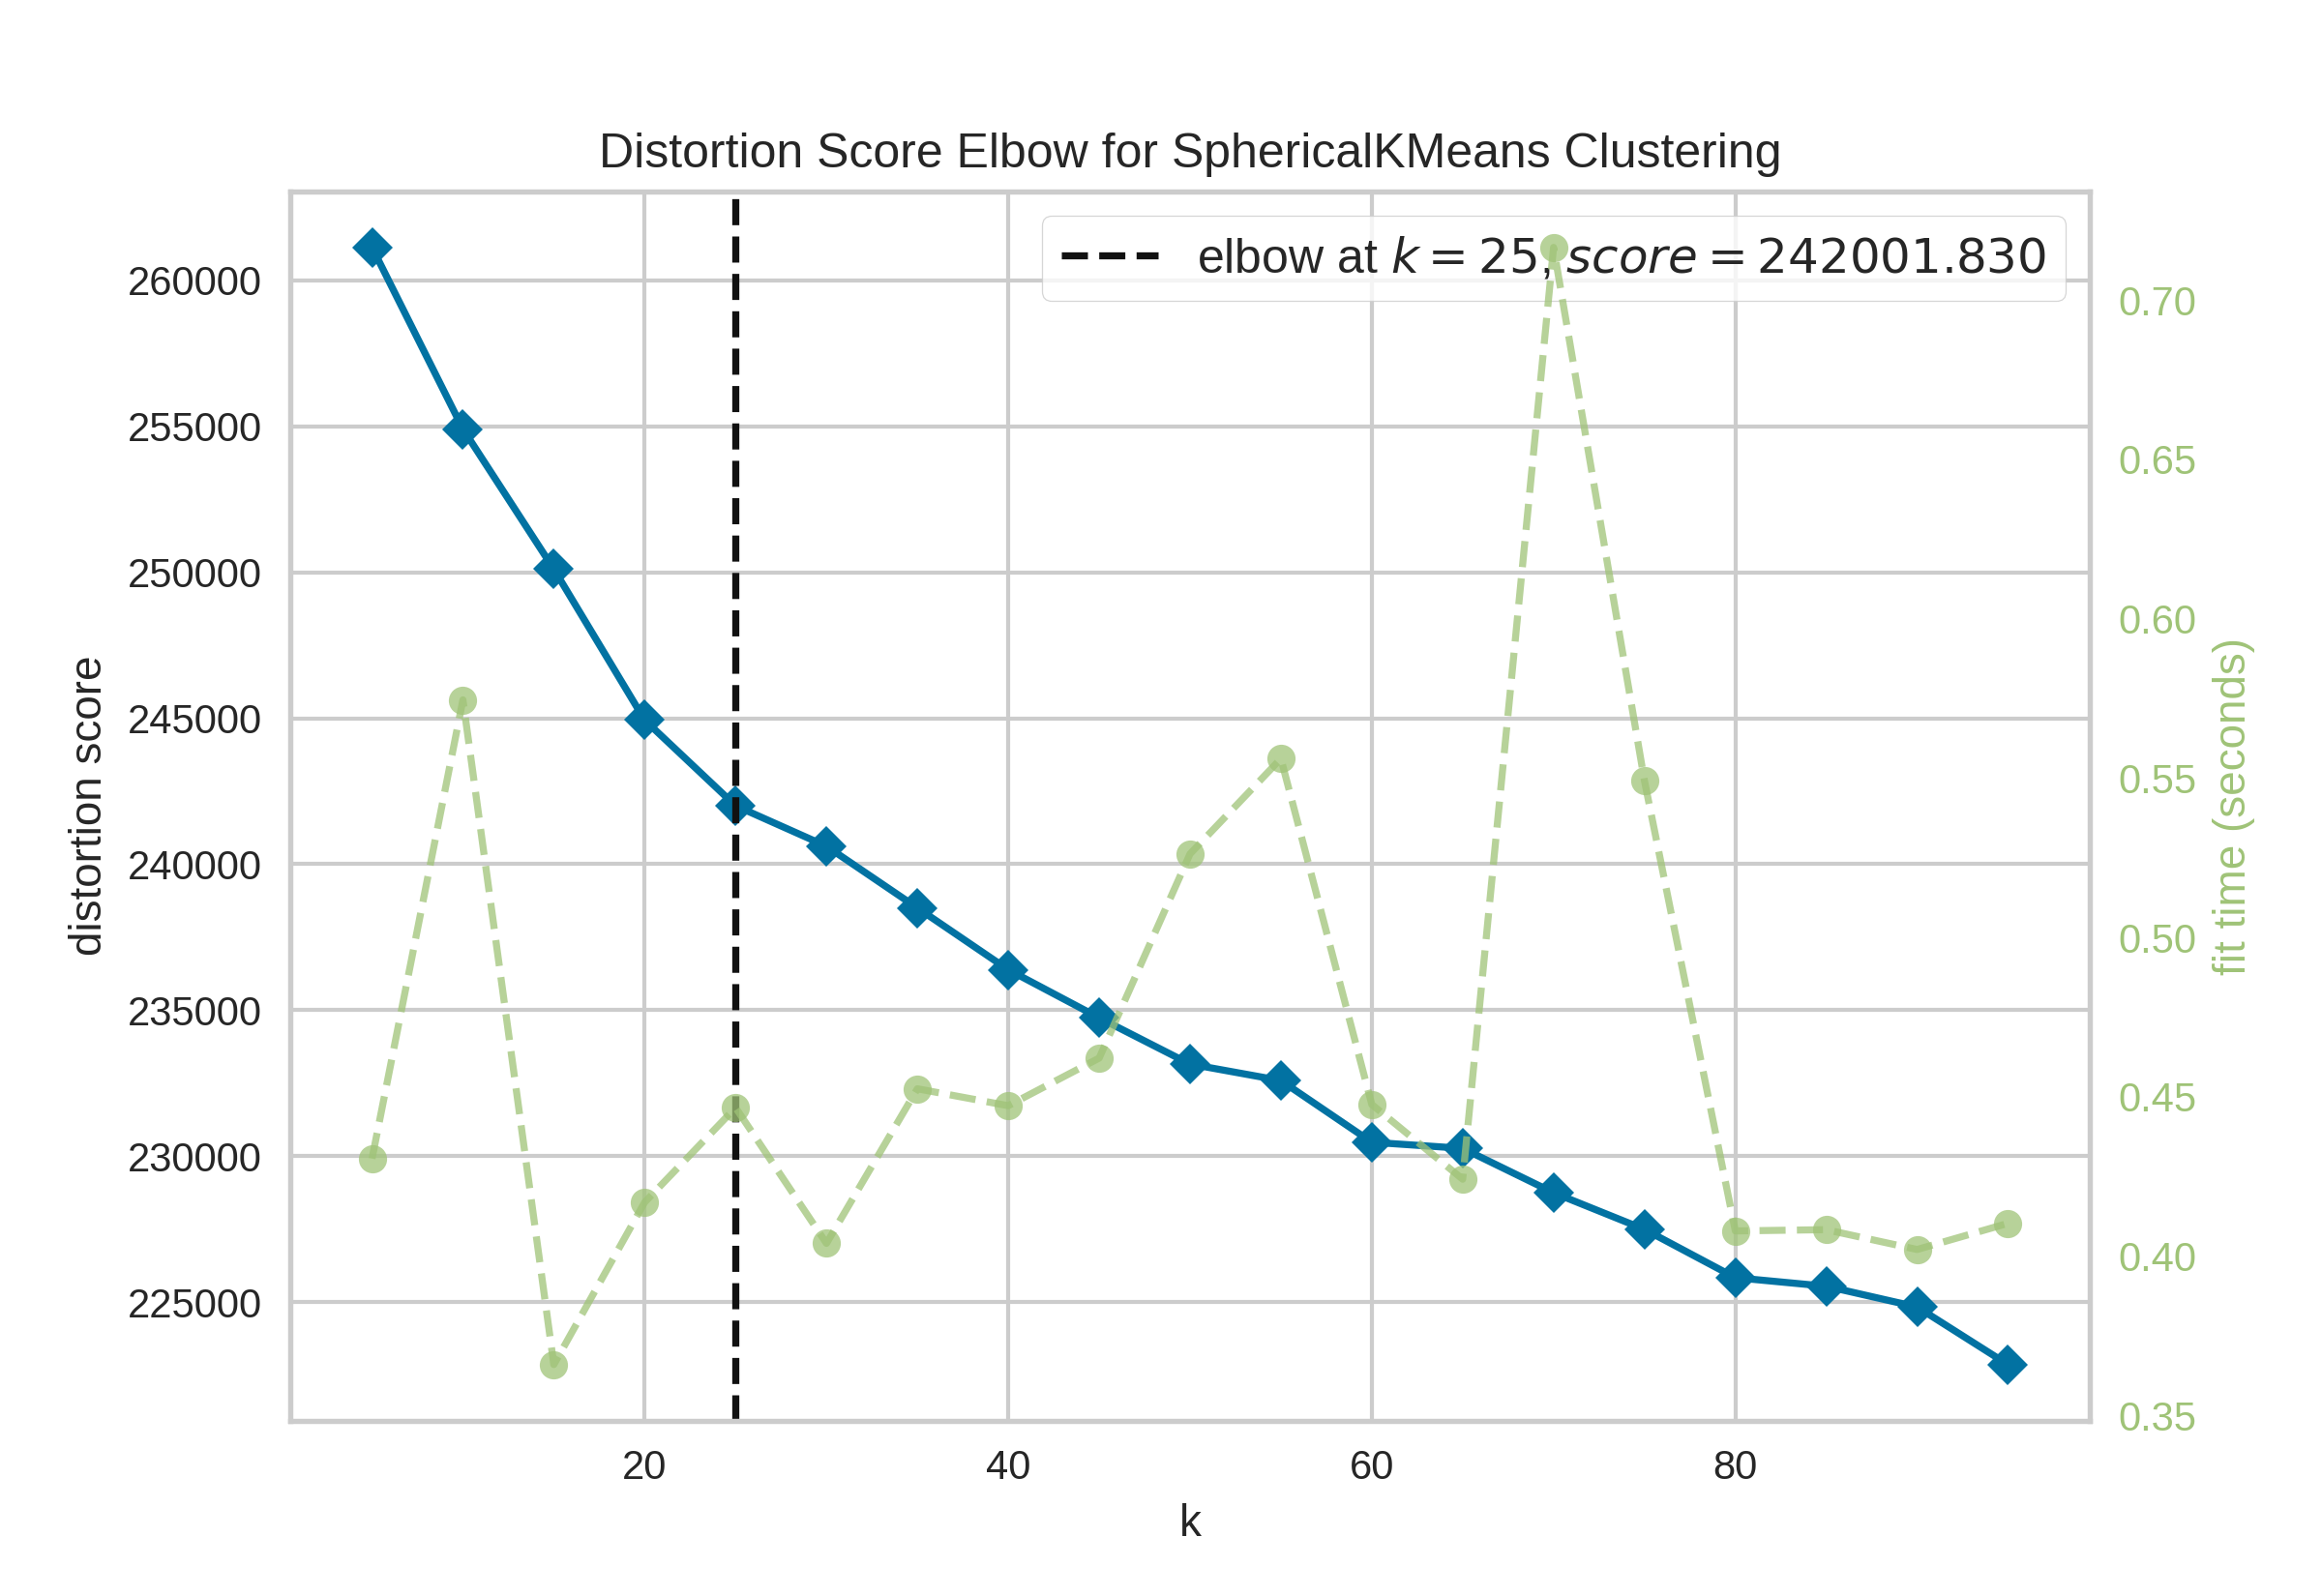 Distortion Score Elbow for SphericalKMeans Clustering
elbow at k = 25, score = 242001.830
distortion score
260000
255000
250000
245000
240000
235000
230000
225000
0.70
0.65
0.60
0.55
0.50
0.45
0.40
0.35
fit time (seconds)
20 40 60 80
k